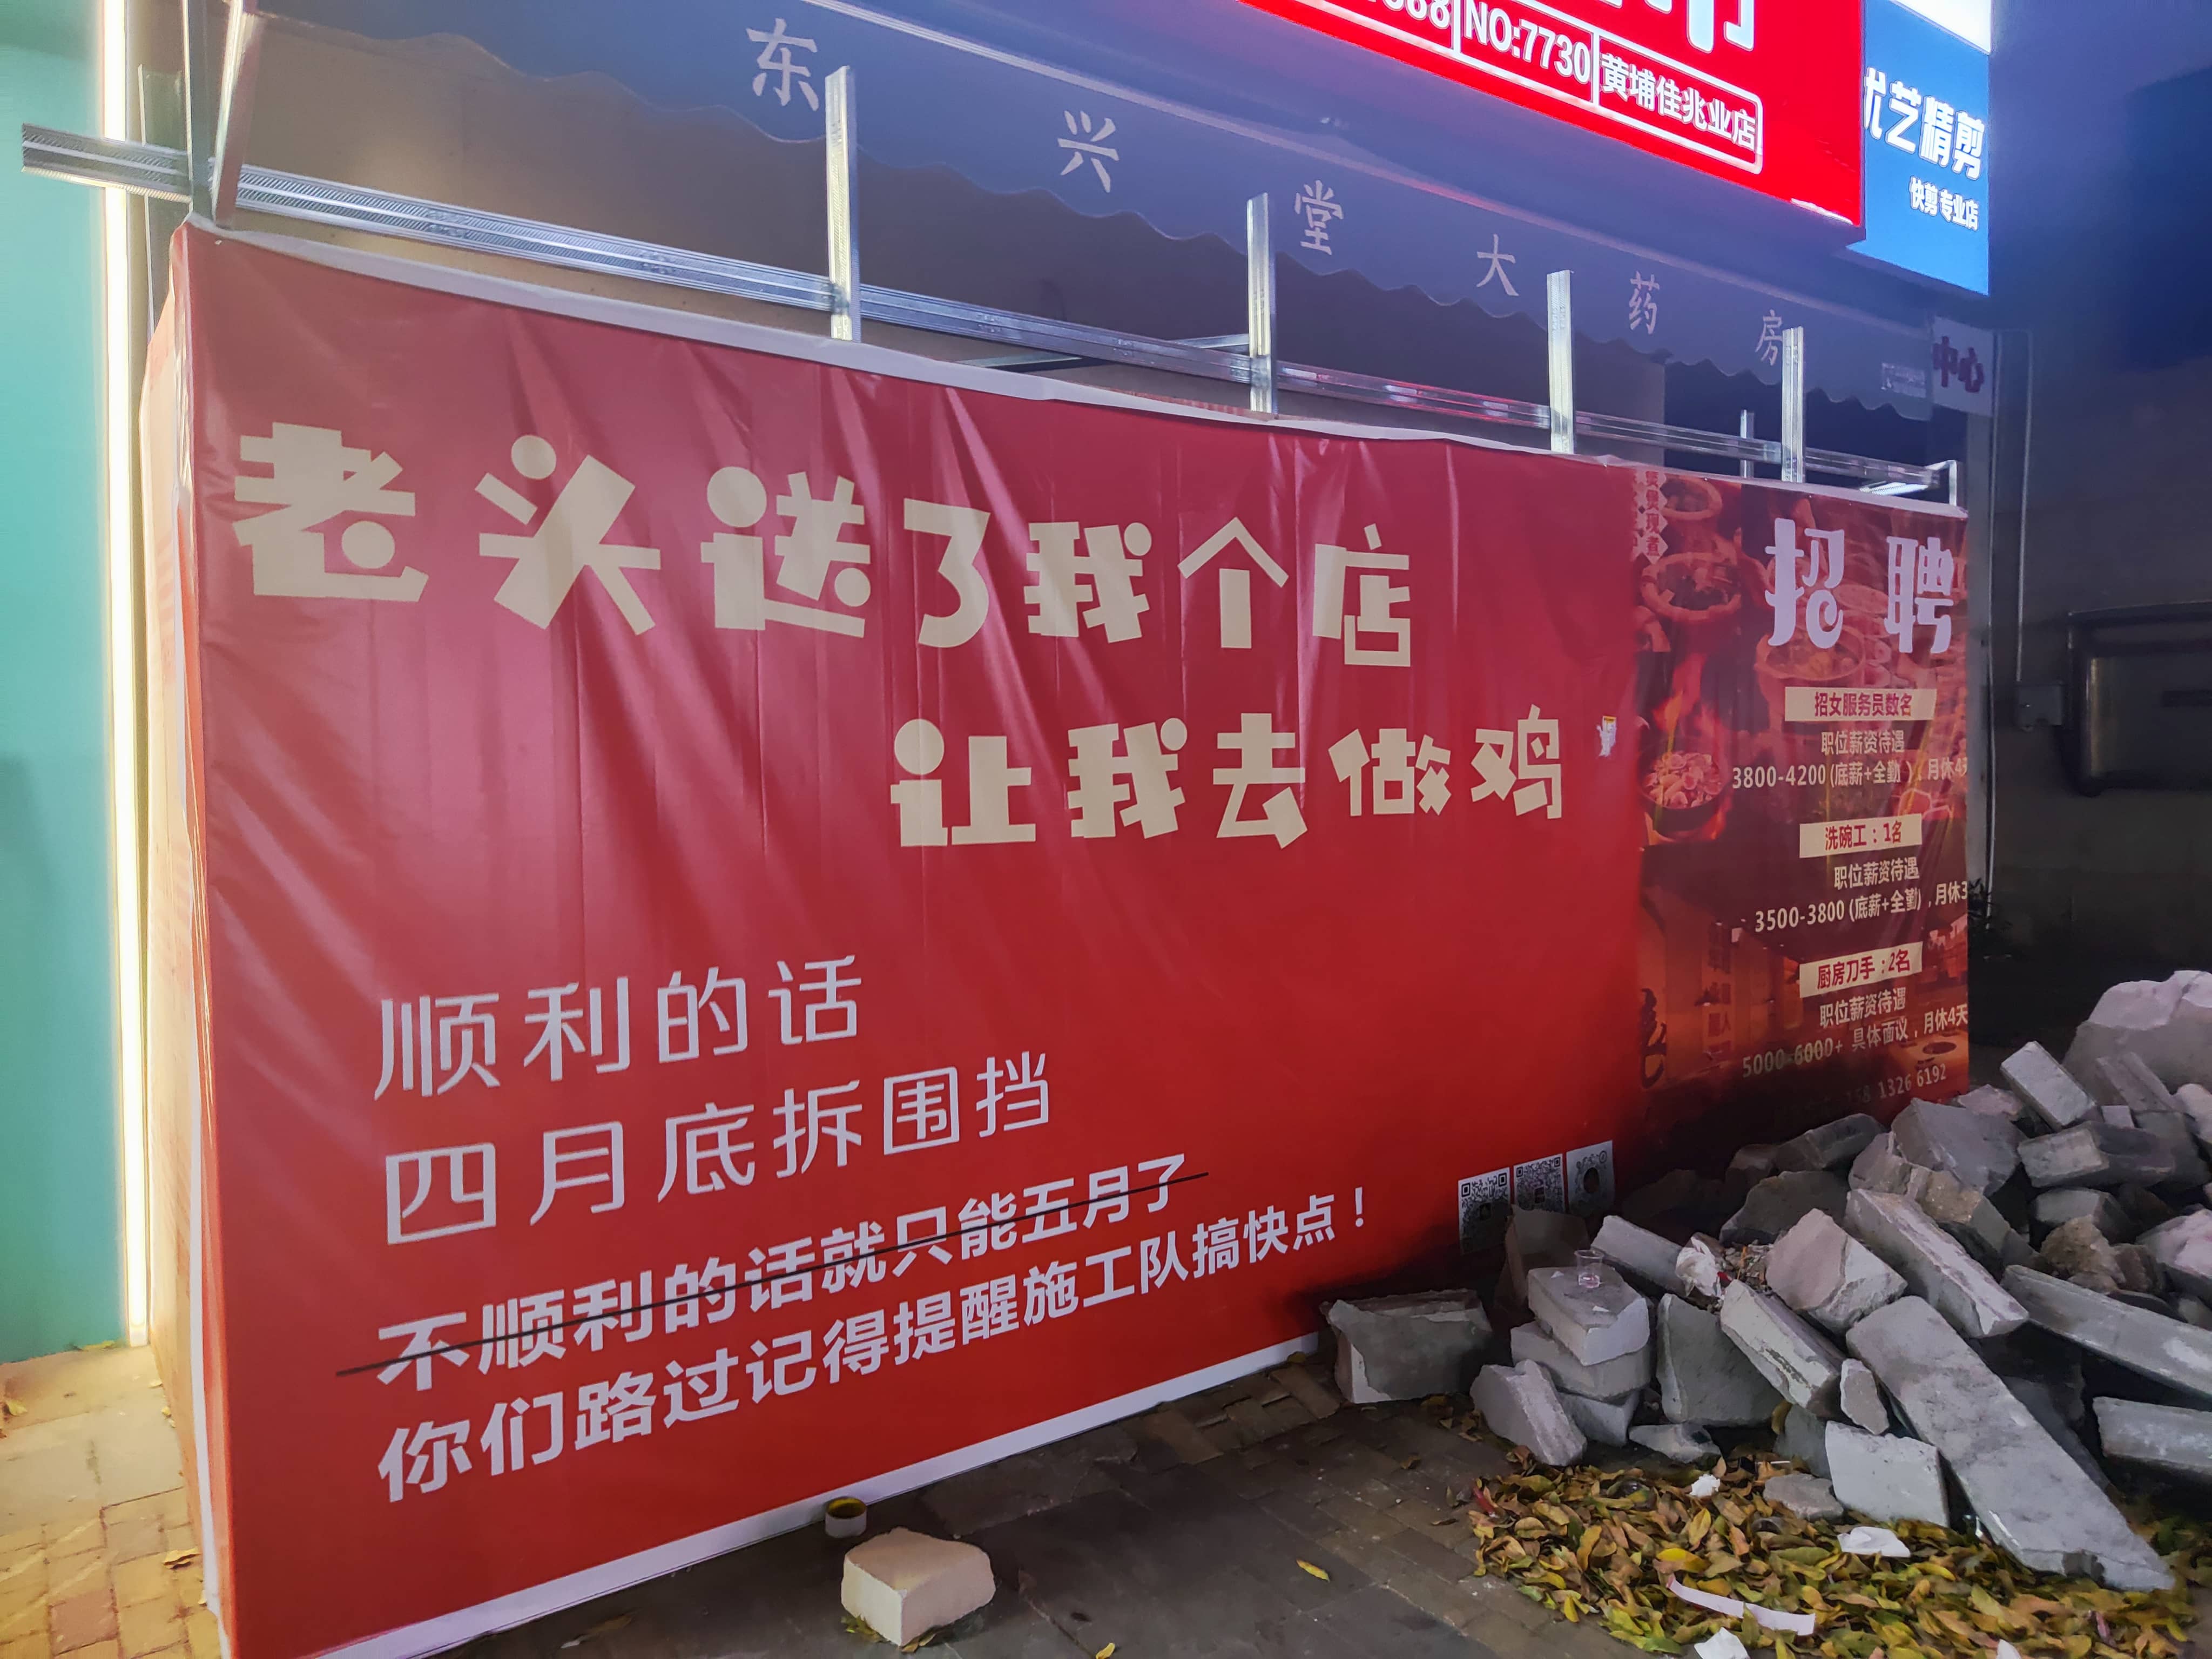 NO:7730
黄埔佳兆业店
艺精剪
快剪专业店
东兴堂大药房
中心
老头送了我个店
让我去做鸡
顺利的话
四月底拆围挡
不顺利的话就只能五月了
你们路过记得提醒施工队搞快点！
招聘
招女服务员数名
职位薪资待遇
3800-4200(底薪+全勤)，月休4天
洗碗工：1名
职位薪资待遇
3500-3800(底薪+全勤)，月休3
厨房刀手：2名
职位薪资待遇
5000-6000+ 具体面议，月休4天
58 1326 6192